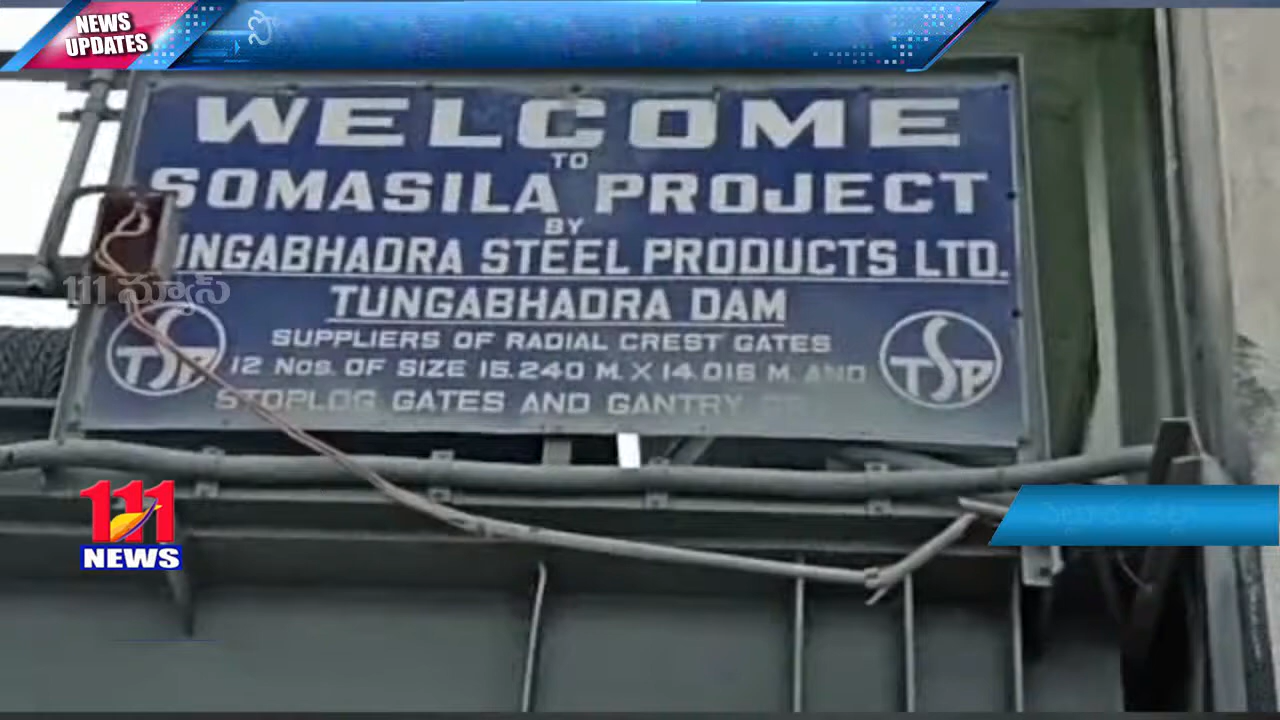 NEWS
UPDATES
WELCOME
TO
SOMASILA PROJECT
BY
UNGABHADRA STEEL PRODUCTS LTD.
TUNGABHADRA DAM
111 న్యూస్
SUPPLIERS OF RADIAL CREST GATES
TSP
TSP
12 Nos. OF SIZE 15.240 M. X 14.016 M. AND
STOPLOG GATES AND GANTRY
111
NEWS